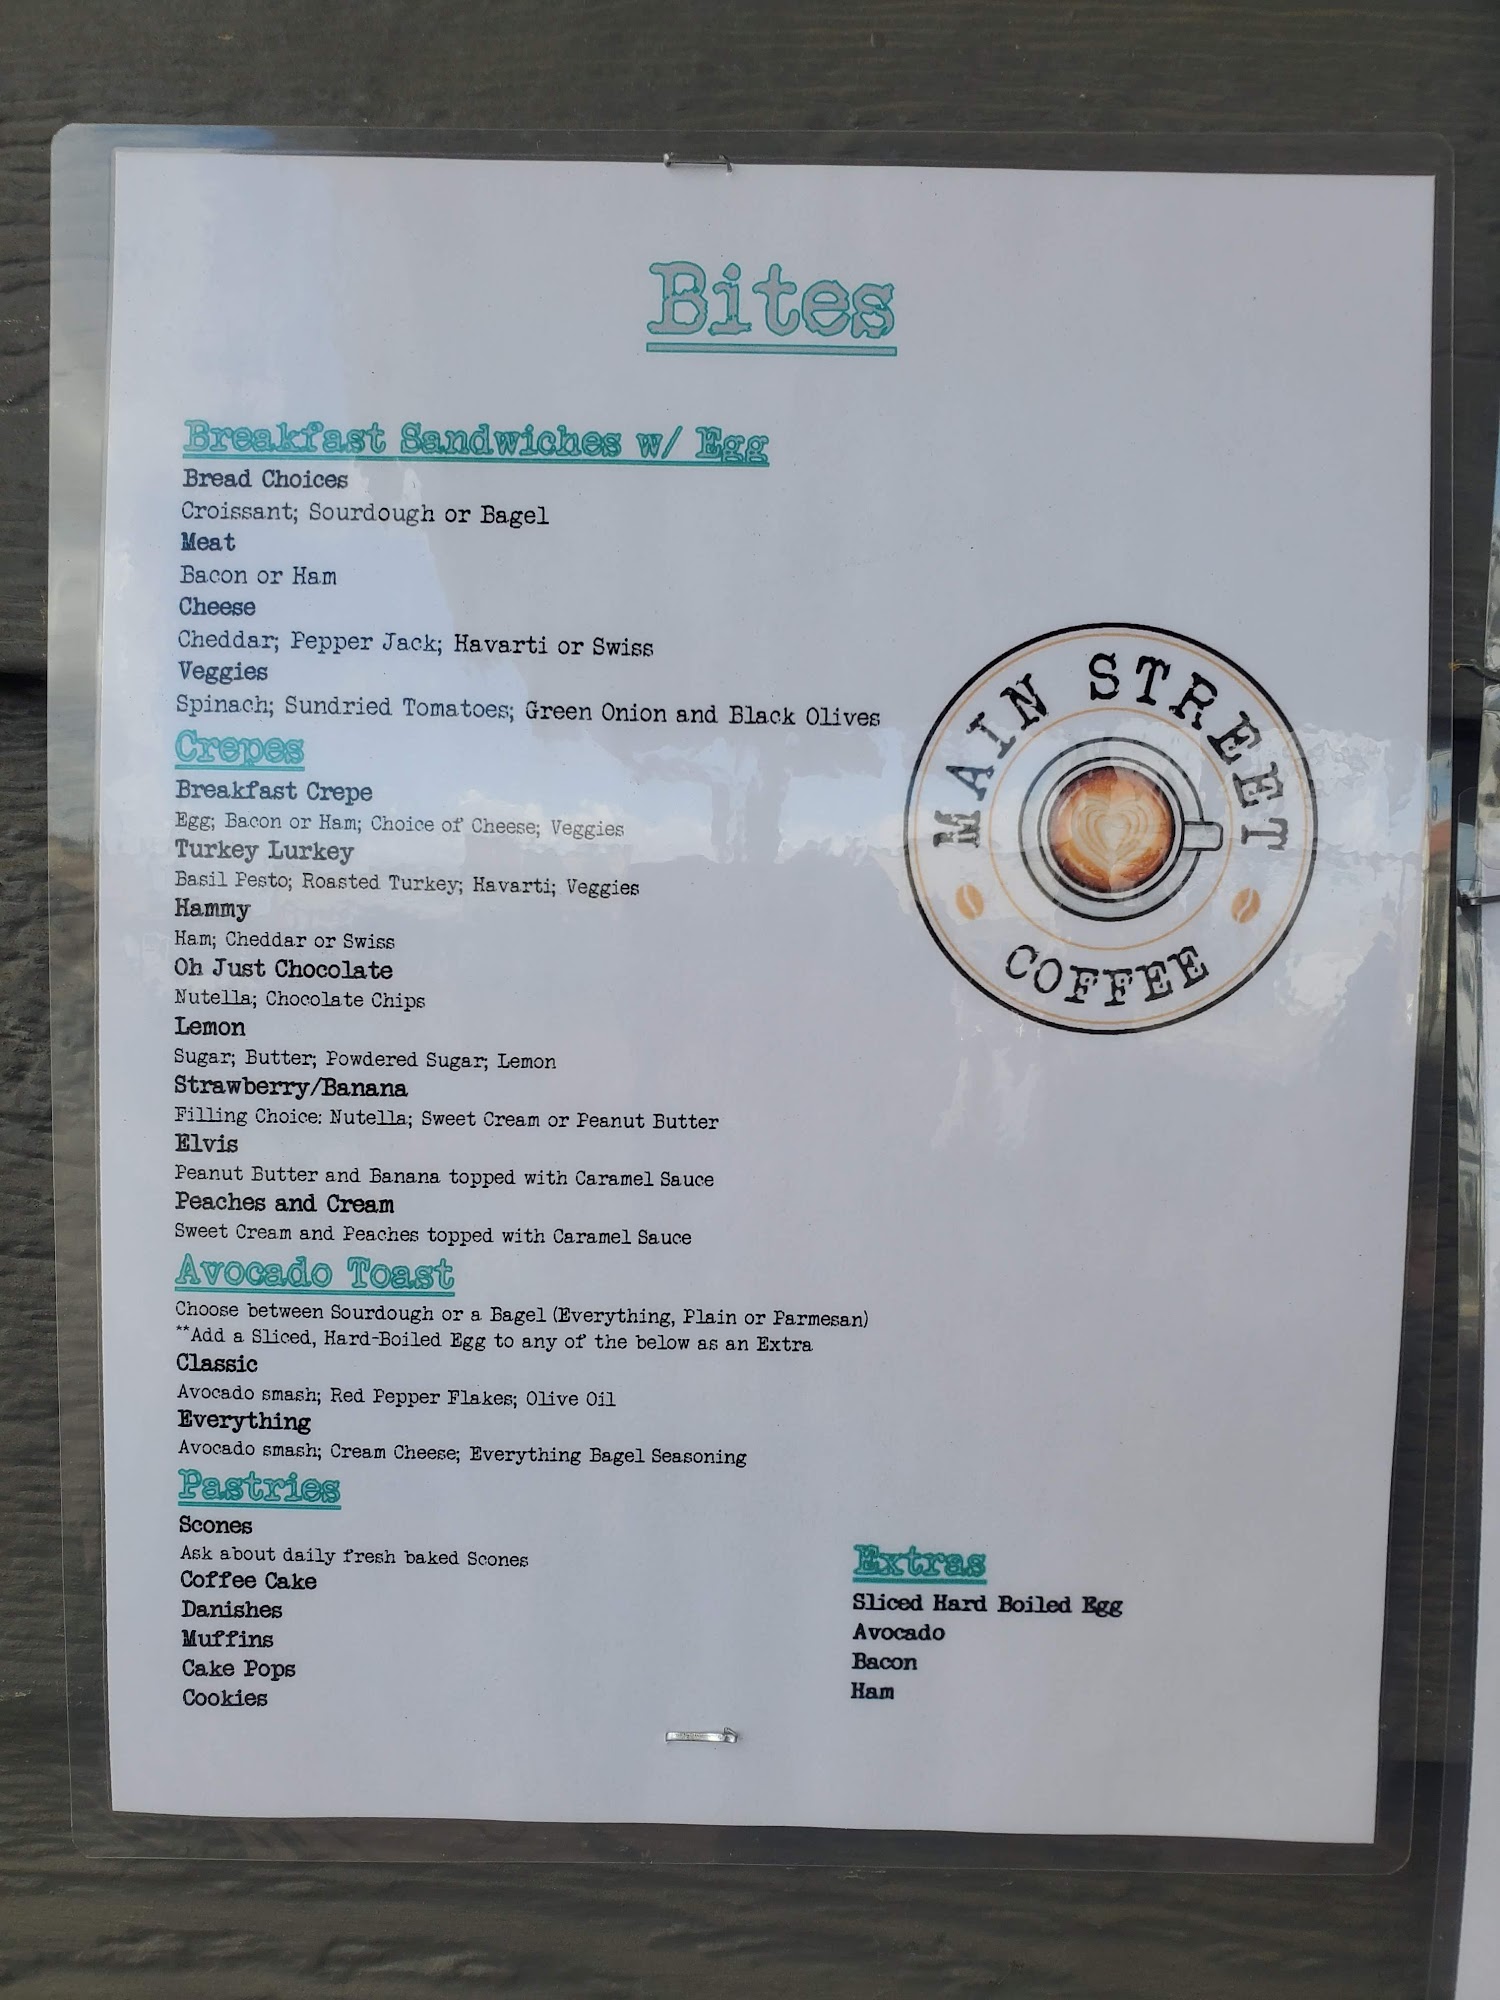 Bites
Breakfast Sandwiches w/ Egg
Bread Choices
Croissant; Sourdough or Bagel
Meat
Bacon or Ham
Cheese
Cheddar; Pepper Jack; Havarti or Swiss
Veggies
Spinach; Sundried Tomatoes; Green Onion and Black Olives
Crepes
Breakfast Crepe
Egg; Bacon or Ham; Choice of Cheese; Veggies
Turkey Lurkey
Basil Pesto; Roasted Turkey; Havarti; Veggies
Hammy
Ham; Cheddar or Swiss
Oh Just Chocolate
Nutella; Chocolate Chips
Lemon
Sugar; Butter; Powdered Sugar; Lemon
Strawberry/Banana
Filling Choice: Nutella; Sweet Cream or Peanut Butter
Elvis
Peanut Butter and Banana topped with Caramel Sauce
Peaches and Cream
Sweet Cream and Peaches topped with Caramel Sauce
Avocado Toast
Choose between Sourdough or a Bagel (Everything, Plain or Parmesan)
**Add a Sliced, Hard-Boiled Egg to any of the below as an Extra
Classic
Avocado smash; Red Pepper Flakes; Olive Oil
Everything
Avocado smash; Cream Cheese; Everything Bagel Seasoning
Pastries
Scones
Ask about daily fresh baked Scones
Coffee Cake
Danishes
Muffins
Cake Pops
Cookies
MAIN STREET
COFFEE
Extras
Sliced Hard Boiled Egg
Avocado
Bacon
Ham